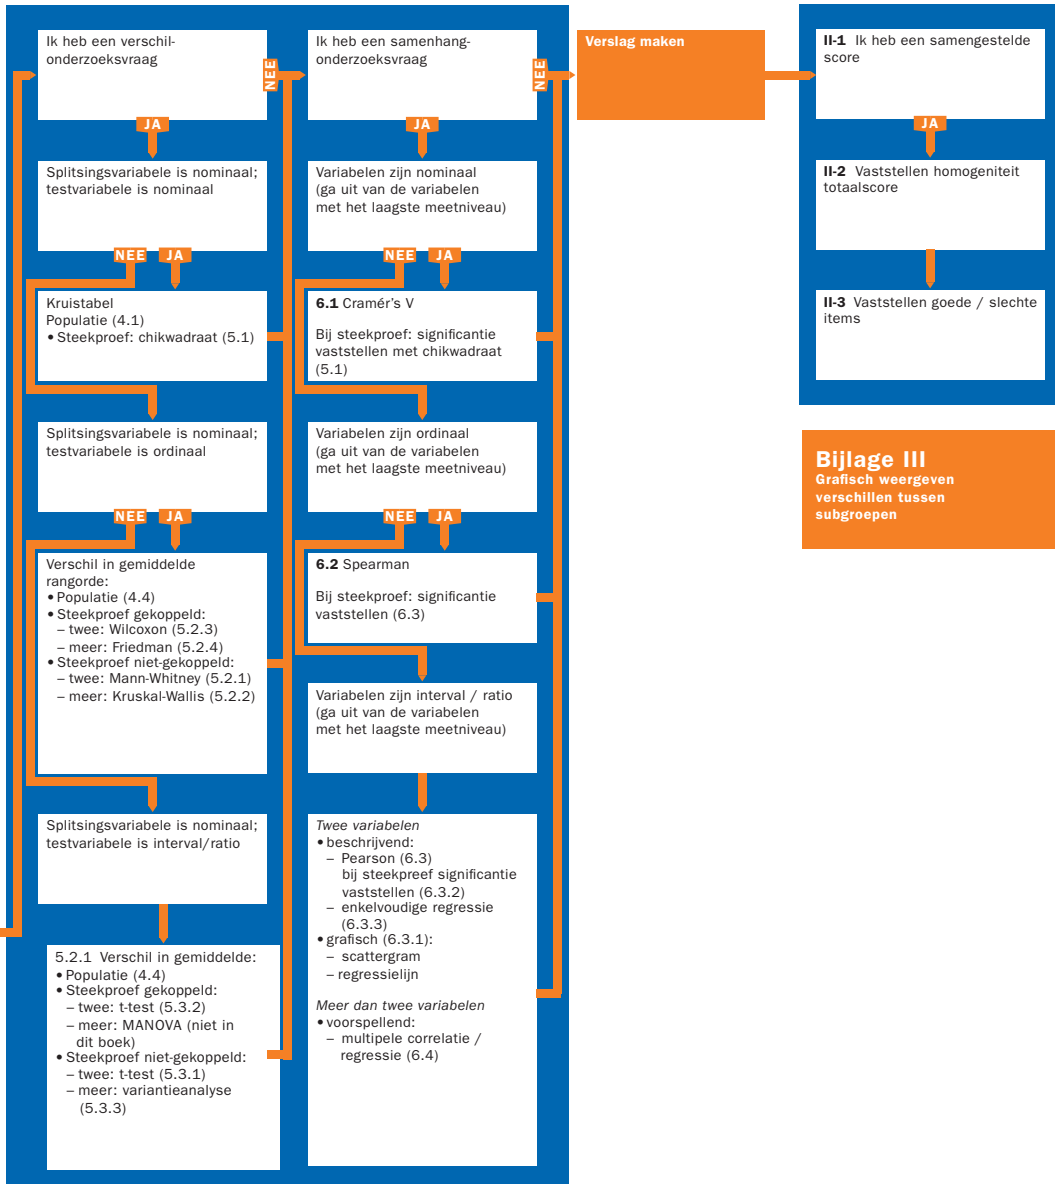 Ik heb een verschil-
onderzoeksvraag
NEE
JA
Splitsingsvariabele is nominaal;
testvariabele is nominaal
NEE JA
Kruistabel
Populatie (4.1)
• Steekproef: chikwadraat (5.1)
Splitsingsvariabele is nominaal;
testvariabele is ordinaal
NEE JA
Verschil in gemiddelde
rangorde:
• Populatie (4.4)
• Steekproef gekoppeld:
– twee: Wilcoxon (5.2.3)
– meer: Friedman (5.2.4)
• Steekproef niet-gekoppeld:
– twee: Mann-Whitney (5.2.1)
– meer: Kruskal-Wallis (5.2.2)
Splitsingsvariabele is nominaal;
testvariabele is interval/ratio
5.2.1 Verschil in gemiddelde:
• Populatie (4.4)
• Steekproef gekoppeld:
– twee: t-test (5.3.2)
– meer: MANOVA (niet in
dit boek)
• Steekproef niet-gekoppeld:
– twee: t-test (5.3.1)
– meer: variantieanalyse
(5.3.3)
Ik heb een samenhang-
onderzoeksvraag
NEE
JA
Variabelen zijn nominaal
(ga uit van de variabelen
met het laagste meetniveau)
NEE JA
6.1 Cramér's V
Bij steekproef: significantie
vaststellen met chikwadraat
(5.1)
Variabelen zijn ordinaal
(ga uit van de variabelen
met het laagste meetniveau)
NEE JA
6.2 Spearman
Bij steekproef: significantie
vaststellen (6.3)
Variabelen zijn interval / ratio
(ga uit van de variabelen
met het laagste meetniveau)
Twee variabelen
• beschrijvend:
– Pearson (6.3)
bij steekpreef significantie
vaststellen (6.3.2)
– enkelvoudige regressie
(6.3.3)
• grafisch (6.3.1):
– scattergram
– regressielijn
Meer dan twee variabelen
• voorspellend:
– multipele correlatie /
regressie (6.4)
Verslag maken
II-1 Ik heb een samengestelde
score
JA
II-2 Vaststellen homogeniteit
totaalscore
II-3 Vaststellen goede / slechte
items
Bijlage III
Grafisch weergeven
verschillen tussen
subgroepen